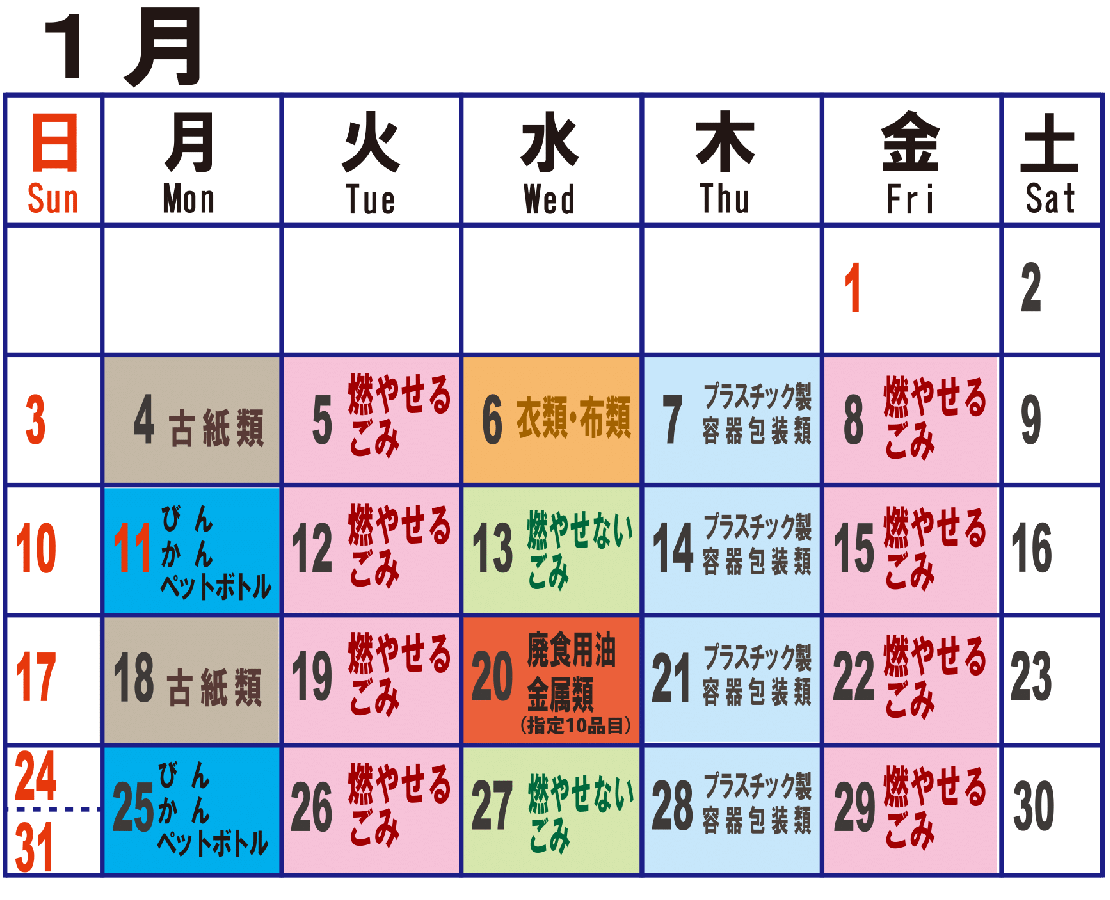 1月
日 月 火 水 木 金 土
Sun Mon Tue Wed Thu Fri Sat
1
2
3
4 古紙類
5 燃やせる
ごみ
6 衣類・布類
7 プラスチック製
容器包装類
8 燃やせる
ごみ
9
10
11 びん
かん
ペットボトル
12 燃やせる
ごみ
13 燃やせない
ごみ
14 プラスチック製
容器包装類
15 燃やせる
ごみ
16
17
18 古紙類
19 燃やせる
ごみ
20 廃食用油
金属類
(指定10品目)
21 プラスチック製
容器包装類
22 燃やせる
ごみ
23
24
31
25 びん
かん
ペットボトル
26 燃やせる
ごみ
27 燃やせない
ごみ
28 プラスチック製
容器包装類
29 燃やせる
ごみ
30